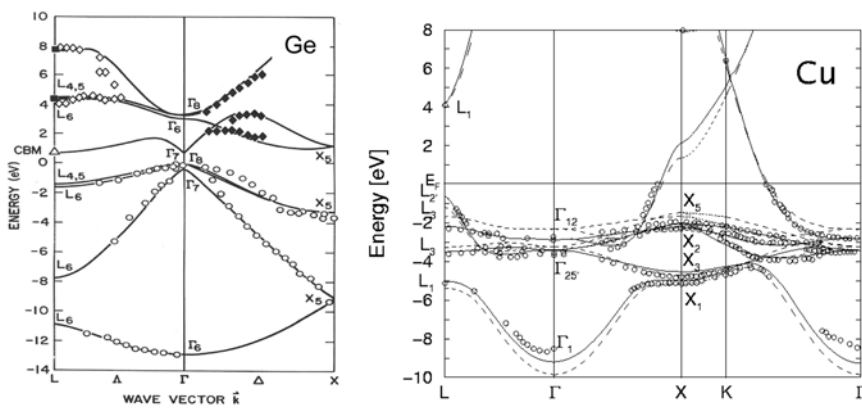 Ge
ENERGY (eV)
10
8
6
4
2
CBM
0
-2
-4
-6
-8
-10
-12
-14
L4,5
L6
L4,5
L6
L6
L6
Γ8
Γ6
Γ7
Γ8
Γ7
Γ6
X5
X5
X5
L
Λ
Γ
Δ
X
WAVE VECTOR k⃗
Cu
Energy [eV]
8
6
4
2
E_F
-2
-4
-6
-8
-10
L1
L2'
L3
L3
L1
Γ12
Γ25'
Γ1
X5
X2
X3
X1
L
Γ
X
K
Γ